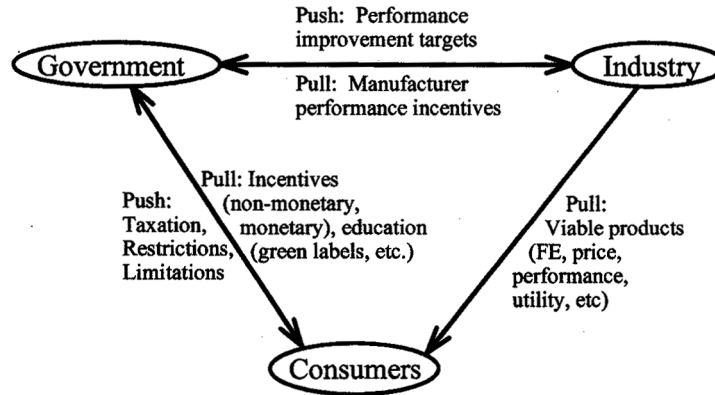 Push: Performance
improvement targets
Government
Industry
Pull: Manufacturer
performance incentives
Push:
Taxation,
Restrictions,
Limitations
Pull: Incentives
(non-monetary,
monetary), education
(green labels, etc.)
Pull:
Viable products
(FE, price,
performance,
utility, etc)
Consumers